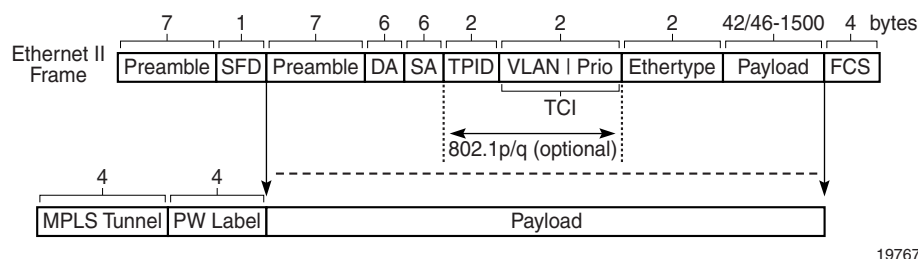 7 1 7 6 6 2 2 2 42/46-1500 4 bytes
Ethernet II
Frame
Preamble SFD Preamble DA SA TPID VLAN | Prio Ethertype Payload FCS
TCI
802.1p/q (optional)
4 4
MPLS Tunnel PW Label Payload
19767